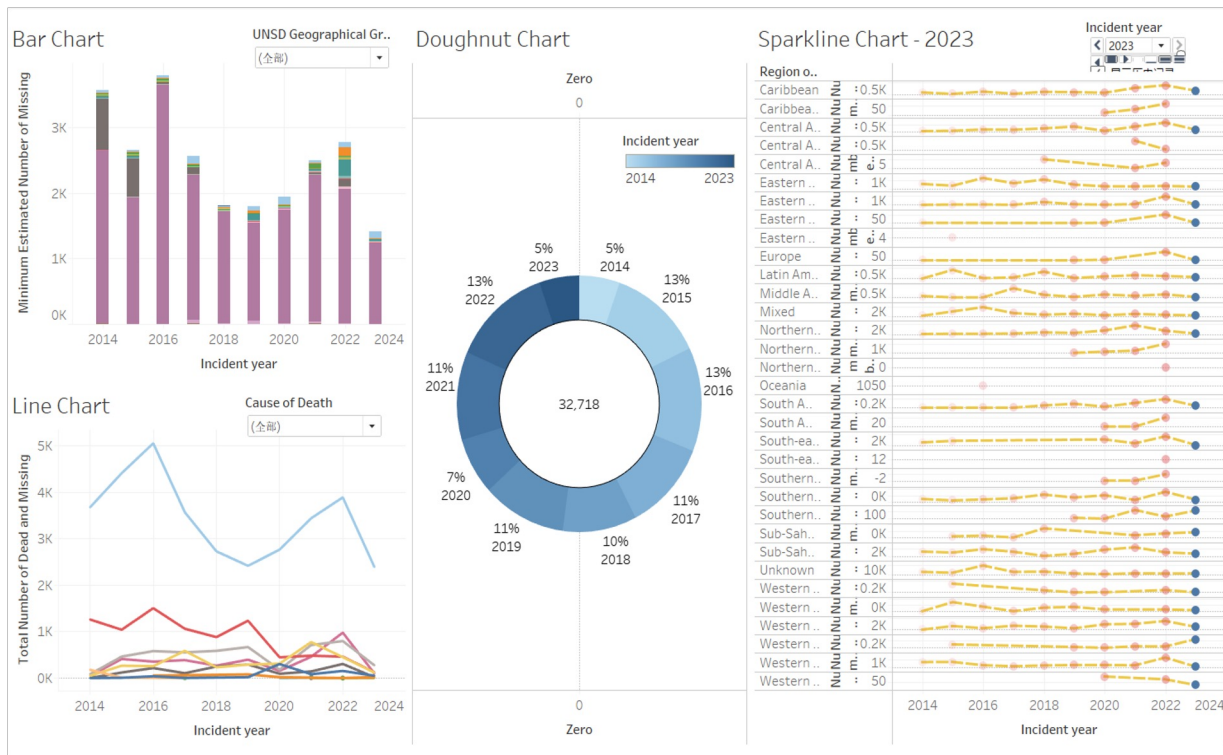 Bar Chart
UNSD Geographical Gr..
(全部)
Minimum Estimated Number of Missing
3K
2K
1K
0K
2014 2016 2018 2020 2022 2024
Incident year
Line Chart
Cause of Death
(全部)
Total Number of Dead and Missing
5K
4K
3K
2K
1K
0K
2014 2016 2018 2020 2022 2024
Incident year
Doughnut Chart
Zero
0
Incident year
2014 2023
5%
2014
13%
2015
13%
2016
11%
2017
10%
2018
11%
2019
7%
2020
11%
2021
13%
2022
5%
2023
32,718
0
Zero
Sparkline Chart - 2023
Incident year
2023
Region o..
Caribbean 0.5K
Caribbea.. 50
Central A.. 0.5K
Central A.. 0.5K
Central A.. 5
Eastern .. 1K
Eastern .. 1K
Eastern .. 50
Eastern .. 4
Europe 50
Latin Am.. 0.5K
Middle A.. 0.5K
Mixed 2K
Northern.. 2K
Northern.. 1K
Northern.. 0
Oceania 1050
South A.. 0.2K
South A.. 20
South-ea.. 2K
South-ea.. 12
Southern.. -2
Southern.. 0K
Southern.. 100
Sub-Sah.. 0K
Sub-Sah.. 2K
Unknown 10K
Western .. 0.2K
Western .. 0K
Western .. 2K
Western .. 0.2K
Western .. 1K
Western .. 50
2014 2016 2018 2020 2022 2024
Incident year